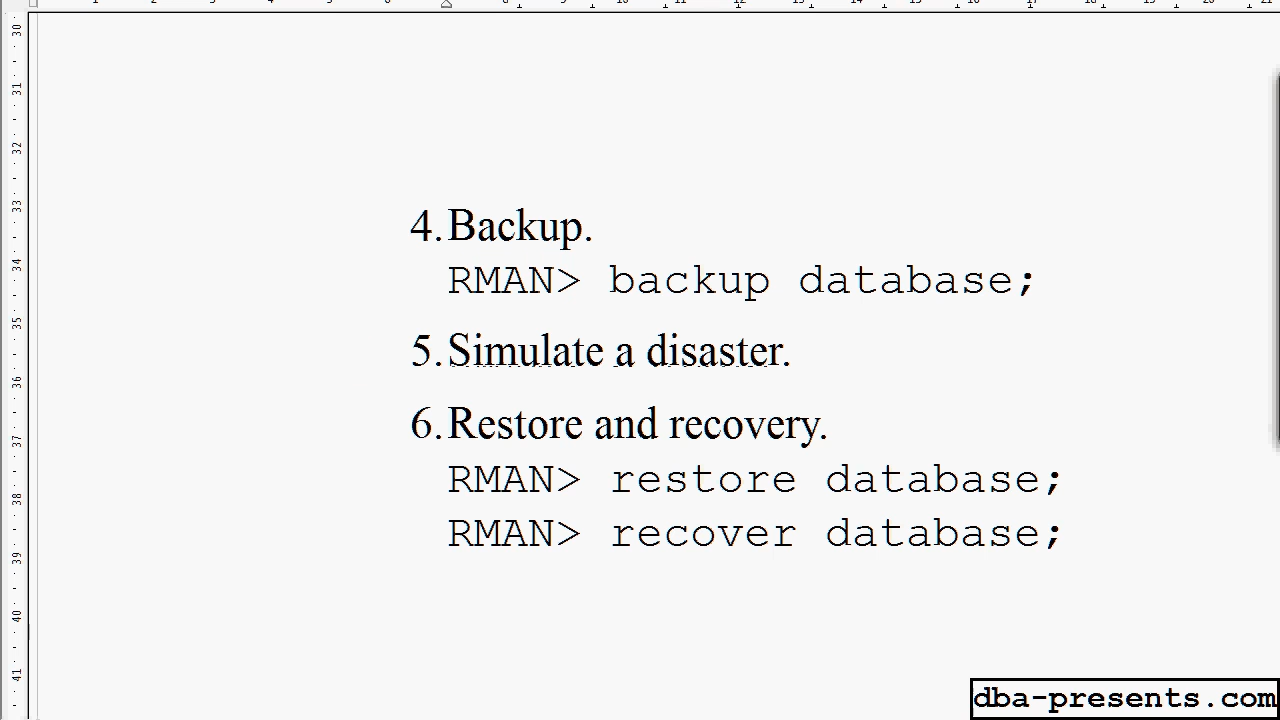 4. Backup.
RMAN> backup database;
5. Simulate a disaster.
6. Restore and recovery.
RMAN> restore database;
RMAN> recover database;
dba-presents.com